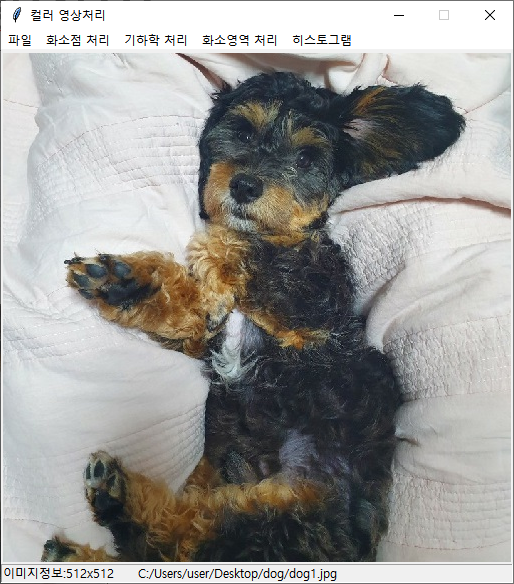 컬러 영상처리
파일 화소점 처리 기하학 처리 화소영역 처리 히스토그램
이미지정보:512x512 C:/Users/user/Desktop/dog/dog1.jpg